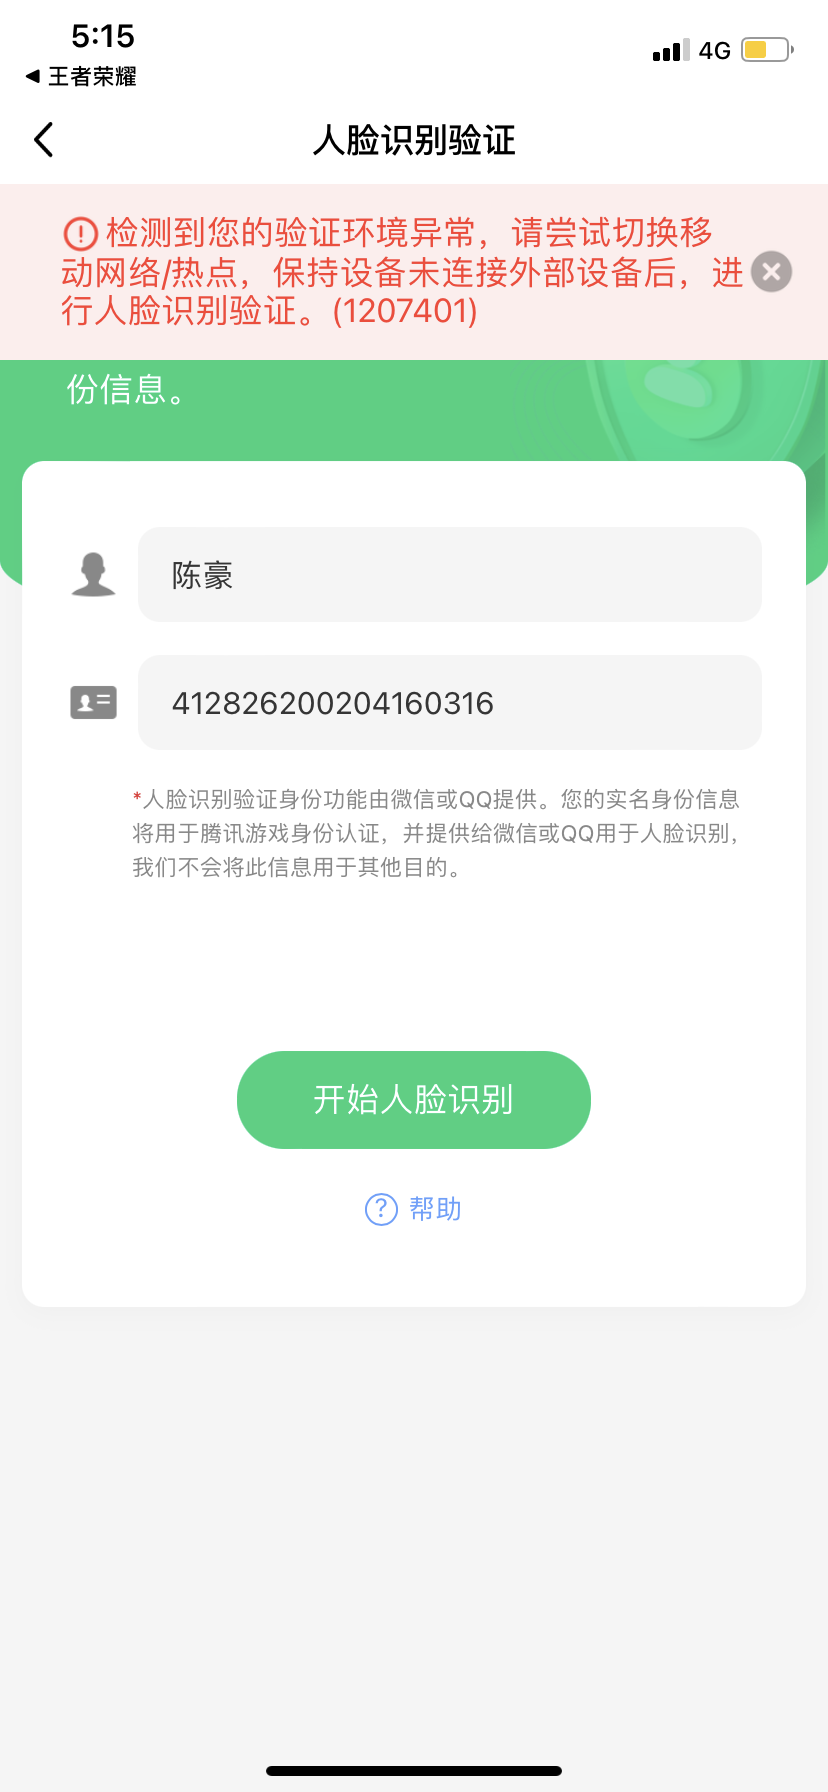 5:15
4G
◀ 王者荣耀
人脸识别验证
检测到您的验证环境异常，请尝试切换移
动网络/热点，保持设备未连接外部设备后，进
行人脸识别验证。(1207401)
份信息。
陈豪
412826200204160316
*人脸识别验证身份功能由微信或QQ提供。您的实名身份信息
将用于腾讯游戏身份认证，并提供给微信或QQ用于人脸识别，
我们不会将此信息用于其他目的。
开始人脸识别
帮助